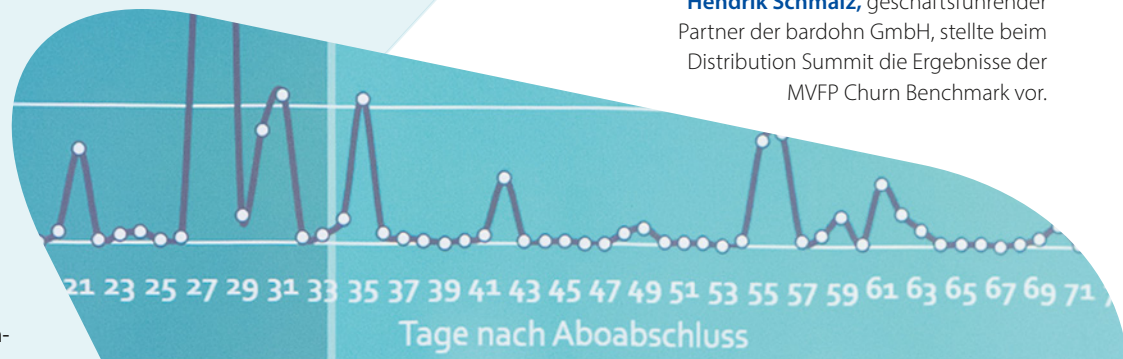 Hendrik Schmalz, geschäftsführender
Partner der bardohn GmbH, stellte beim
Distribution Summit die Ergebnisse der
MVFP Churn Benchmark vor.
21 23 25 27 29 31 33 35 37 39 41 43 45 47 49 51 53 55 57 59 61 63 65 67 69 71
Tage nach Aboabschluss